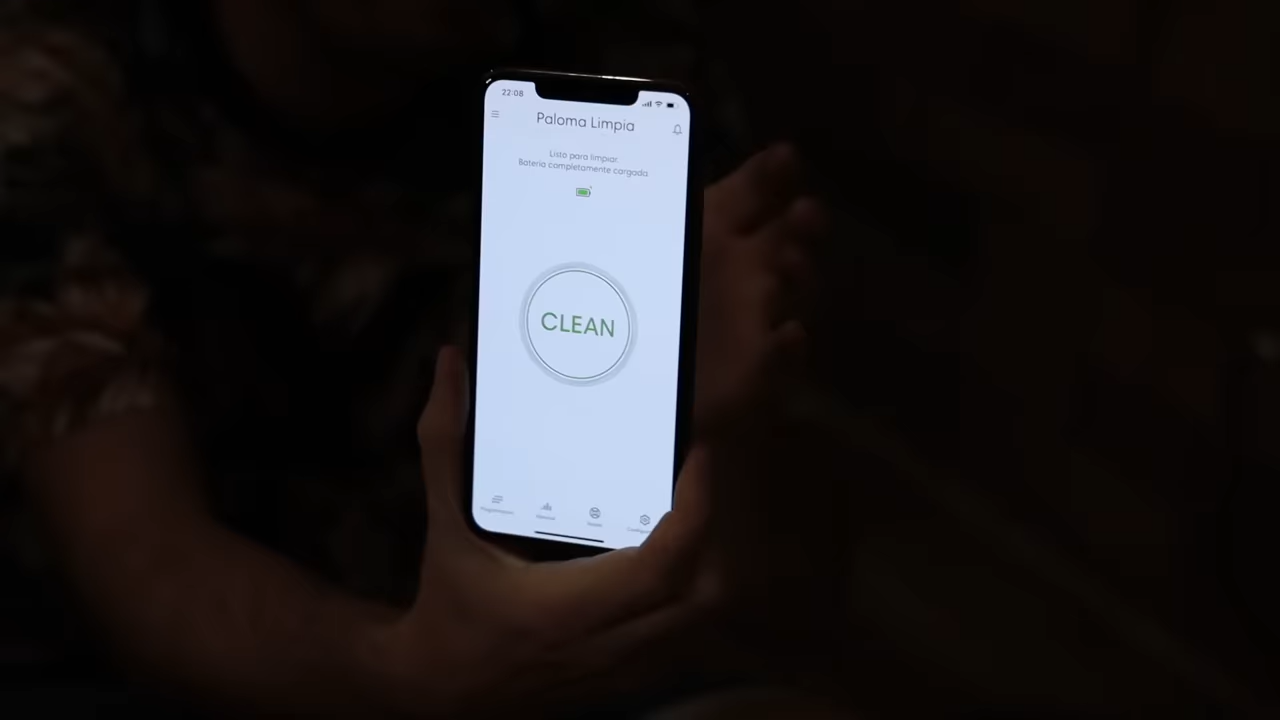 22:08
Paloma Limpia
Listo para limpiar.
Batería completamente cargada
CLEAN